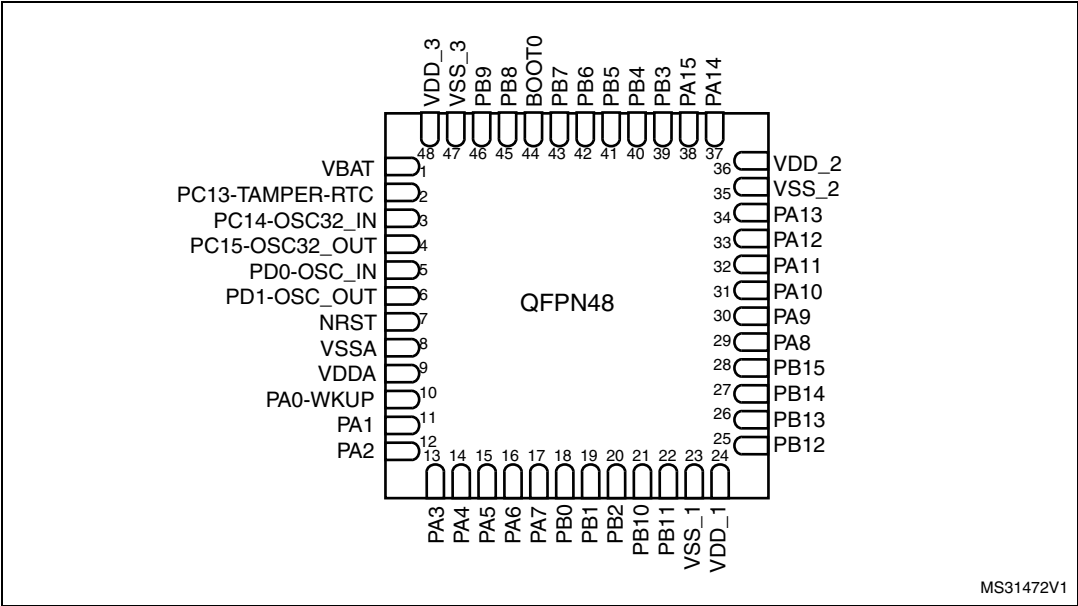 VDD_3
VSS_3
PB9
PB8
BOOT0
PB7
PB6
PB5
PB4
PB3
PA15
PA14
48 47 46 45 44 43 42 41 40 39 38 37
VBAT 1
PC13-TAMPER-RTC 2
PC14-OSC32_IN 3
PC15-OSC32_OUT 4
PD0-OSC_IN 5
PD1-OSC_OUT 6
NRST 7
VSSA 8
VDDA 9
PA0-WKUP 10
PA1 11
PA2 12
QFPN48
36 VDD_2
35 VSS_2
34 PA13
33 PA12
32 PA11
31 PA10
30 PA9
29 PA8
28 PB15
27 PB14
26 PB13
25 PB12
13 14 15 16 17 18 19 20 21 22 23 24
PA3
PA4
PA5
PA6
PA7
PB0
PB1
PB2
PB10
PB11
VSS_1
VDD_1
MS31472V1